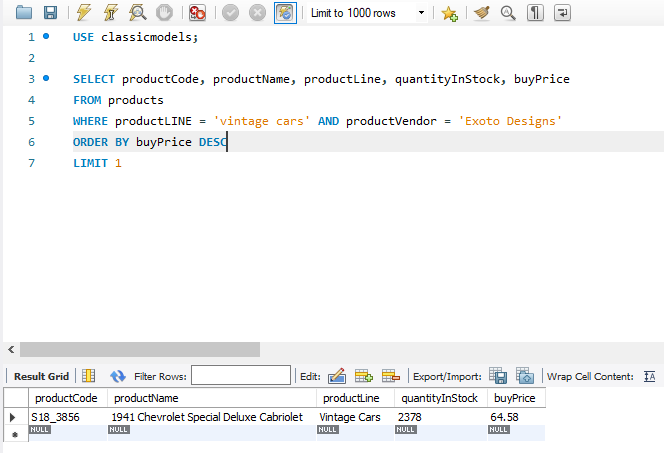 Limit to 1000 rows
1 USE classicmodels;
2
3 SELECT productCode, productName, productLine, quantityInStock, buyPrice
4 FROM products
5 WHERE productLINE = 'vintage cars' AND productVendor = 'Exoto Designs'
6 ORDER BY buyPrice DESC
7 LIMIT 1
Result Grid Filter Rows: Edit: Export/Import: Wrap Cell Content: IA
productCode productName productLine quantityInStock buyPrice
S18_3856 1941 Chevrolet Special Deluxe Cabriolet Vintage Cars 2378 64.58
NULL NULL NULL NULL NULL